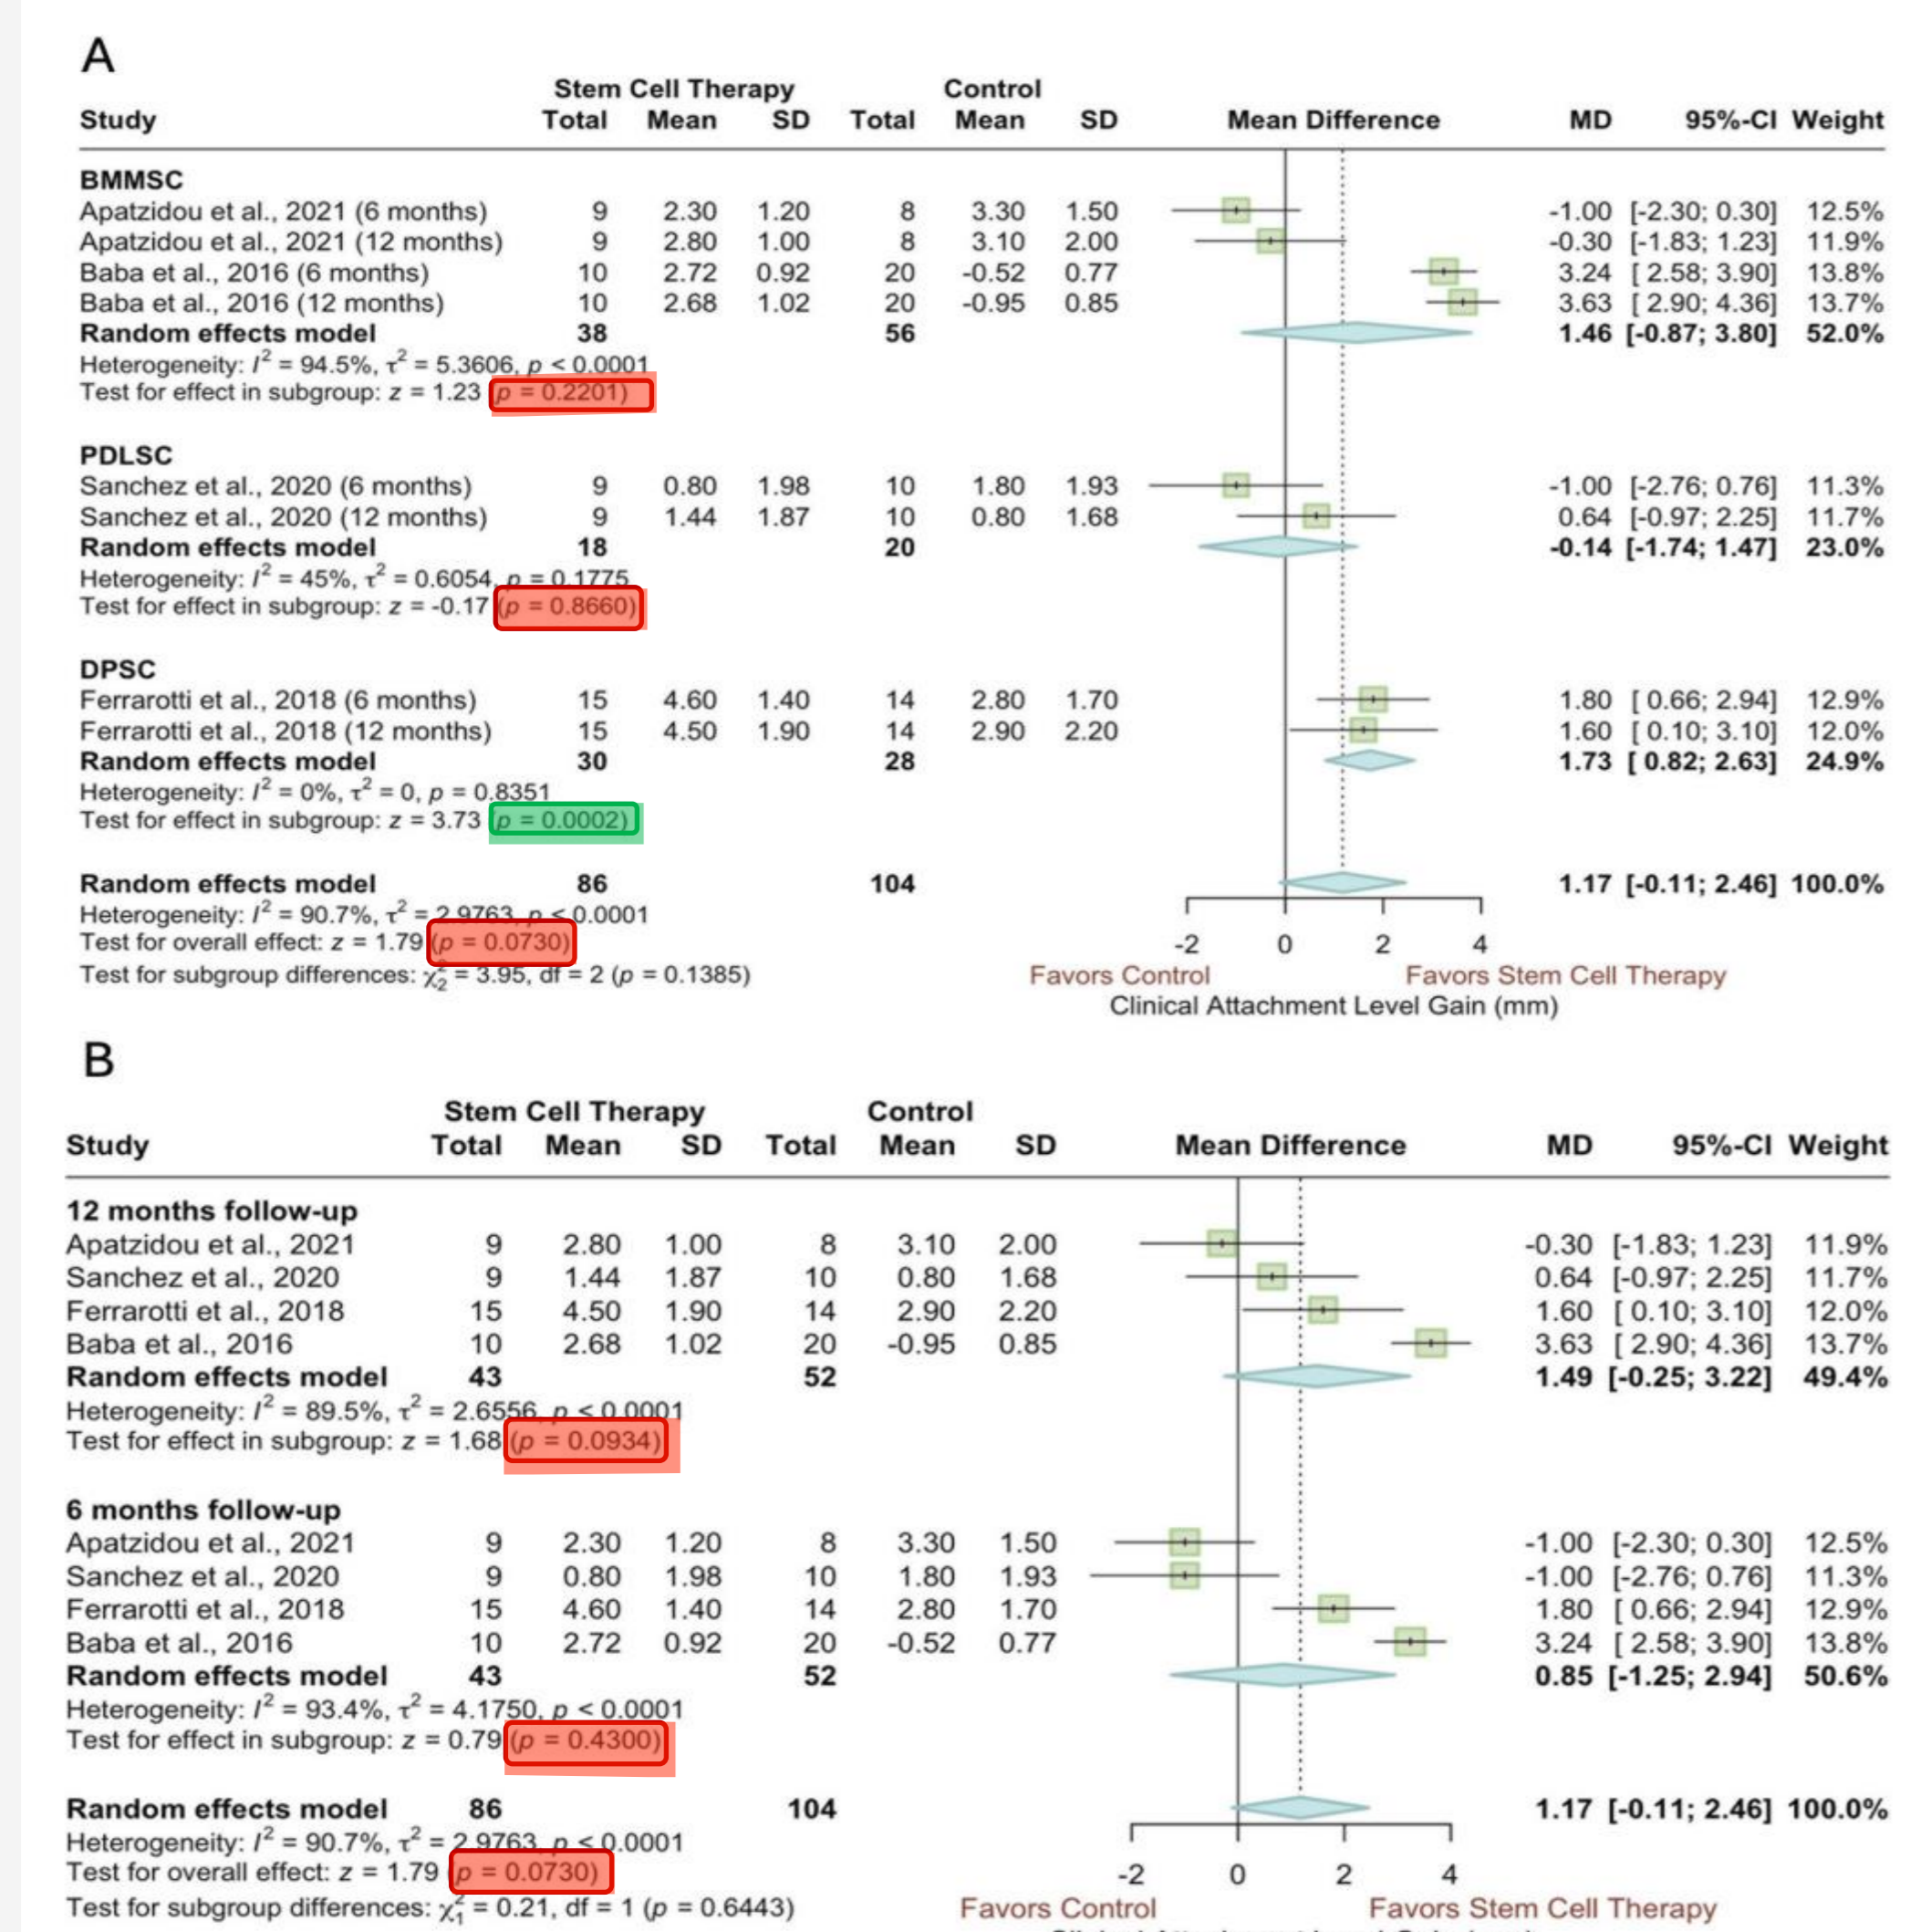 A
Stem Cell Therapy Control
Study Total Mean SD Total Mean SD Mean Difference MD 95%-CI Weight
BMMSC
Apatzidou et al., 2021 (6 months) 9 2.30 1.20 8 3.30 1.50 -1.00 [-2.30; 0.30] 12.5%
Apatzidou et al., 2021 (12 months) 9 2.80 1.00 8 3.10 2.00 -0.30 [-1.83; 1.23] 11.9%
Baba et al., 2016 (6 months) 10 2.72 0.92 20 -0.52 0.77 3.24 [ 2.58; 3.90] 13.8%
Baba et al., 2016 (12 months) 10 2.68 1.02 20 -0.95 0.85 3.63 [ 2.90; 4.36] 13.7%
Random effects model 38 56 1.46 [-0.87; 3.80] 52.0%
Heterogeneity: I² = 94.5%, τ² = 5.3606, p < 0.0001
Test for effect in subgroup: z = 1.23 (p = 0.2201)
PDLSC
Sanchez et al., 2020 (6 months) 9 0.80 1.98 10 1.80 1.93 -1.00 [-2.76; 0.76] 11.3%
Sanchez et al., 2020 (12 months) 9 1.44 1.87 10 0.80 1.68 0.64 [-0.97; 2.25] 11.7%
Random effects model 18 20 -0.14 [-1.74; 1.47] 23.0%
Heterogeneity: I² = 45%, τ² = 0.6054, p = 0.1775
Test for effect in subgroup: z = -0.17 (p = 0.8660)
DPSC
Ferrarotti et al., 2018 (6 months) 15 4.60 1.40 14 2.80 1.70 1.80 [ 0.66; 2.94] 12.9%
Ferrarotti et al., 2018 (12 months) 15 4.50 1.90 14 2.90 2.20 1.60 [ 0.10; 3.10] 12.0%
Random effects model 30 28 1.73 [ 0.82; 2.63] 24.9%
Heterogeneity: I² = 0%, τ² = 0, p = 0.8351
Test for effect in subgroup: z = 3.73 (p = 0.0002)
Random effects model 86 104 1.17 [-0.11; 2.46] 100.0%
Heterogeneity: I² = 90.7%, τ² = 2.9763, p < 0.0001
Test for overall effect: z = 1.79 (p = 0.0730) -2 0 2 4
Test for subgroup differences: χ²₂ = 3.95, df = 2 (p = 0.1385) Favors Control Favors Stem Cell Therapy
Clinical Attachment Level Gain (mm)
B
Stem Cell Therapy Control
Study Total Mean SD Total Mean SD Mean Difference MD 95%-CI Weight
12 months follow-up
Apatzidou et al., 2021 9 2.80 1.00 8 3.10 2.00 -0.30 [-1.83; 1.23] 11.9%
Sanchez et al., 2020 9 1.44 1.87 10 0.80 1.68 0.64 [-0.97; 2.25] 11.7%
Ferrarotti et al., 2018 15 4.50 1.90 14 2.90 2.20 1.60 [ 0.10; 3.10] 12.0%
Baba et al., 2016 10 2.68 1.02 20 -0.95 0.85 3.63 [ 2.90; 4.36] 13.7%
Random effects model 43 52 1.49 [-0.25; 3.22] 49.4%
Heterogeneity: I² = 89.5%, τ² = 2.6556, p < 0.0001
Test for effect in subgroup: z = 1.68 (p = 0.0934)
6 months follow-up
Apatzidou et al., 2021 9 2.30 1.20 8 3.30 1.50 -1.00 [-2.30; 0.30] 12.5%
Sanchez et al., 2020 9 0.80 1.98 10 1.80 1.93 -1.00 [-2.76; 0.76] 11.3%
Ferrarotti et al., 2018 15 4.60 1.40 14 2.80 1.70 1.80 [ 0.66; 2.94] 12.9%
Baba et al., 2016 10 2.72 0.92 20 -0.52 0.77 3.24 [ 2.58; 3.90] 13.8%
Random effects model 43 52 0.85 [-1.25; 2.94] 50.6%
Heterogeneity: I² = 93.4%, τ² = 4.1750, p < 0.0001
Test for effect in subgroup: z = 0.79 (p = 0.4300)
Random effects model 86 104 1.17 [-0.11; 2.46] 100.0%
Heterogeneity: I² = 90.7%, τ² = 2.9763, p < 0.0001
Test for overall effect: z = 1.79 (p = 0.0730) -2 0 2 4
Test for subgroup differences: χ²₁ = 0.21, df = 1 (p = 0.6443) Favors Control Favors Stem Cell Therapy